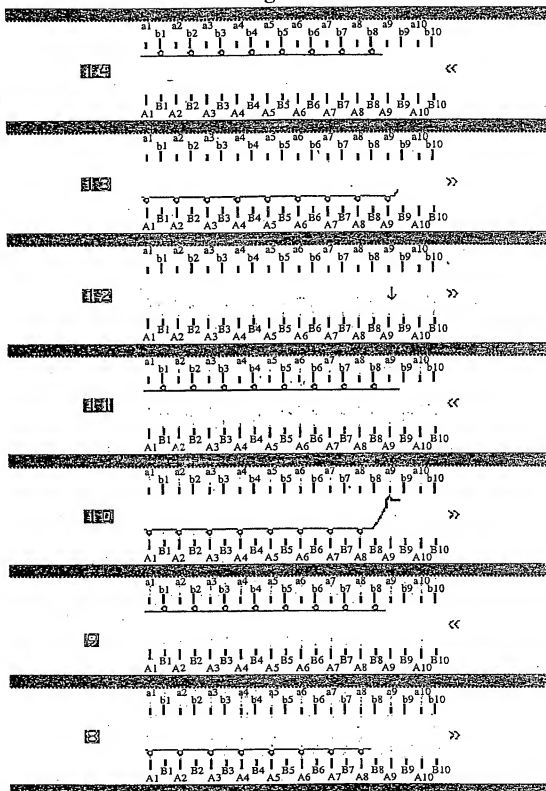 a1 a2 a3 a4 a5 a6 a7 a8 a9 a10
b1 b2 b3 b4 b5 b6 b7 b8 b9 b10
14 <<
B1 B2 B3 B4 B5 B6 B7 B8 B9 B10
A1 A2 A3 A4 A5 A6 A7 A8 A9 A10
a1 a2 a3 a4 a5 a6 a7 a8 a9 a10
b1 b2 b3 b4 b5 b6 b7 b8 b9 b10
13 >>
B1 B2 B3 B4 B5 B6 B7 B8 B9 B10
A1 A2 A3 A4 A5 A6 A7 A8 A9 A10
a1 a2 a3 a4 a5 a6 a7 a8 a9 a10
b1 b2 b3 b4 b5 b6 b7 b8 b9 b10
12 ↓ >>
B1 B2 B3 B4 B5 B6 B7 B8 B9 B10
A1 A2 A3 A4 A5 A6 A7 A8 A9 A10
a1 a2 a3 a4 a5 a6 a7 a8 a9 a10
b1 b2 b3 b4 b5 b6 b7 b8 b9 b10
11 <<
B1 B2 B3 B4 B5 B6 B7 B8 B9 B10
A1 A2 A3 A4 A5 A6 A7 A8 A9 A10
a1 a2 a3 a4 a5 a6 a7 a8 a9 a10
b1 b2 b3 b4 b5 b6 b7 b8 b9 b10
10 >>
B1 B2 B3 B4 B5 B6 B7 B8 B9 B10
A1 A2 A3 A4 A5 A6 A7 A8 A9 A10
a1 a2 a3 a4 a5 a6 a7 a8 a9 a10
b1 b2 b3 b4 b5 b6 b7 b8 b9 b10
9 <<
B1 B2 B3 B4 B5 B6 B7 B8 B9 B10
A1 A2 A3 A4 A5 A6 A7 A8 A9 A10
a1 a2 a3 a4 a5 a6 a7 a8 a9 a10
b1 b2 b3 b4 b5 b6 b7 b8 b9 b10
8 >>
B1 B2 B3 B4 B5 B6 B7 B8 B9 B10
A1 A2 A3 A4 A5 A6 A7 A8 A9 A10